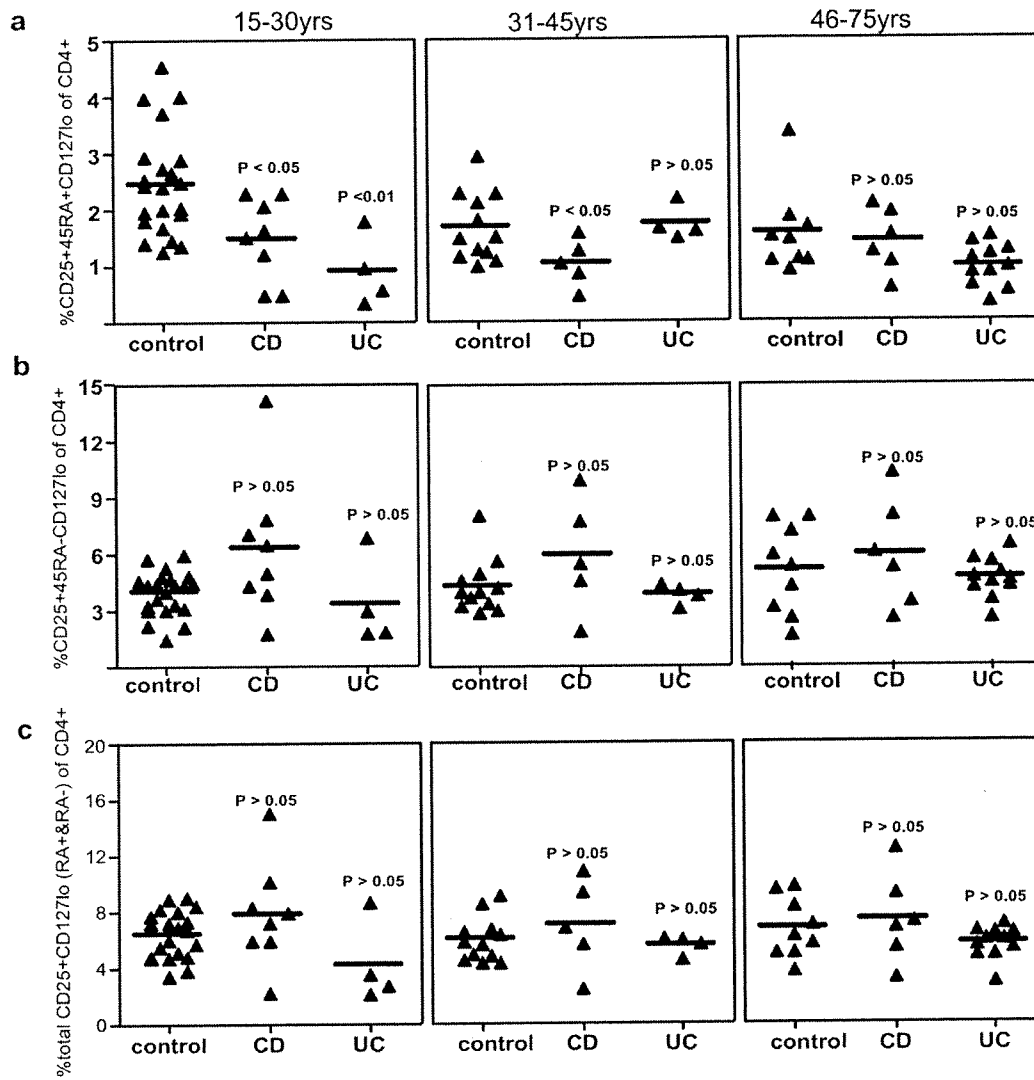 a
15-30yrs
31-45yrs
46-75yrs
%CD25+45RA+CD127lo of CD4+
5
4
3
2
1
P < 0.05
P <0.01
P < 0.05
P > 0.05
P > 0.05
P > 0.05
control CD UC
control CD UC
control CD UC
b
%CD25+45RA-CD127lo of CD4+
15
12
9
6
3
P > 0.05
P > 0.05
P > 0.05
P > 0.05
P > 0.05
P > 0.05
control CD UC
control CD UC
control CD UC
c
%total CD25+CD127lo (RA+&RA-) of CD4+
20
16
12
8
4
0
P > 0.05
P > 0.05
P > 0.05
P > 0.05
P > 0.05
P > 0.05
control CD UC
control CD UC
control CD UC